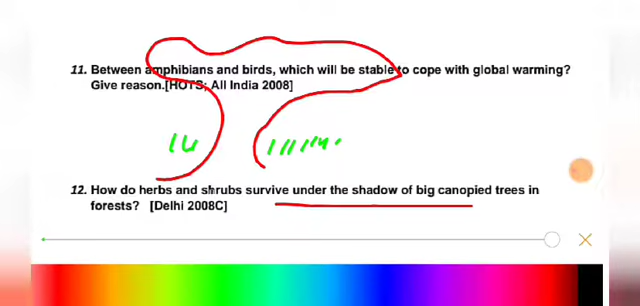 11. Between amphibians and birds, which will be stable to cope with global warming?
Give reason.[HOTS; All India 2008]
12. How do herbs and shrubs survive under the shadow of big canopied trees in
forests? [Delhi 2008C]